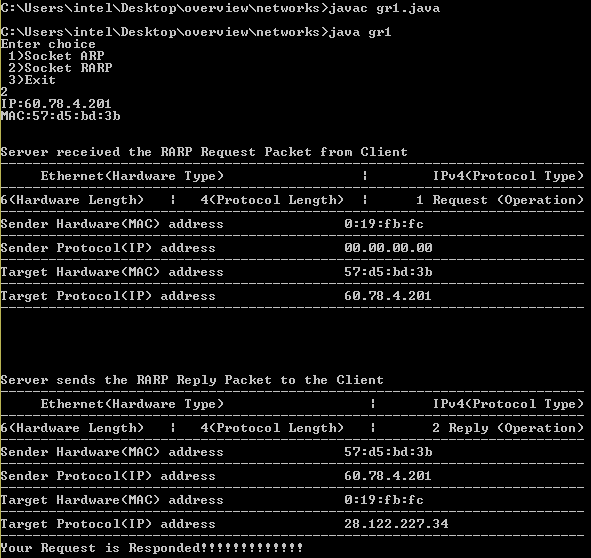 C:\Users\intel\Desktop\overview\networks>javac gr1.java
C:\Users\intel\Desktop\overview\networks>java gr1
Enter choice
1)Socket ARP
2)Socket RARP
3)Exit
2
IP:60.78.4.201
MAC:57:d5:bd:3b
Server received the RARP Request Packet from Client
Ethernet(Hardware Type) ¦ IPv4(Protocol Type)
6(Hardware Length) ¦ 4(Protocol Length) ¦ 1 Request (Operation)
Sender Hardware(MAC) address 0:19:fb:fc
Sender Protocol(IP) address 00.00.00.00
Target Hardware(MAC) address 57:d5:bd:3b
Target Protocol(IP) address 60.78.4.201
Server sends the RARP Reply Packet to the Client
Ethernet(Hardware Type) ¦ IPv4(Protocol Type)
6(Hardware Length) ¦ 4(Protocol Length) ¦ 2 Reply (Operation)
Sender Hardware(MAC) address 57:d5:bd:3b
Sender Protocol(IP) address 60.78.4.201
Target Hardware(MAC) address 0:19:fb:fc
Target Protocol(IP) address 28.122.227.34
Your Request is Responded!!!!!!!!!!!!!